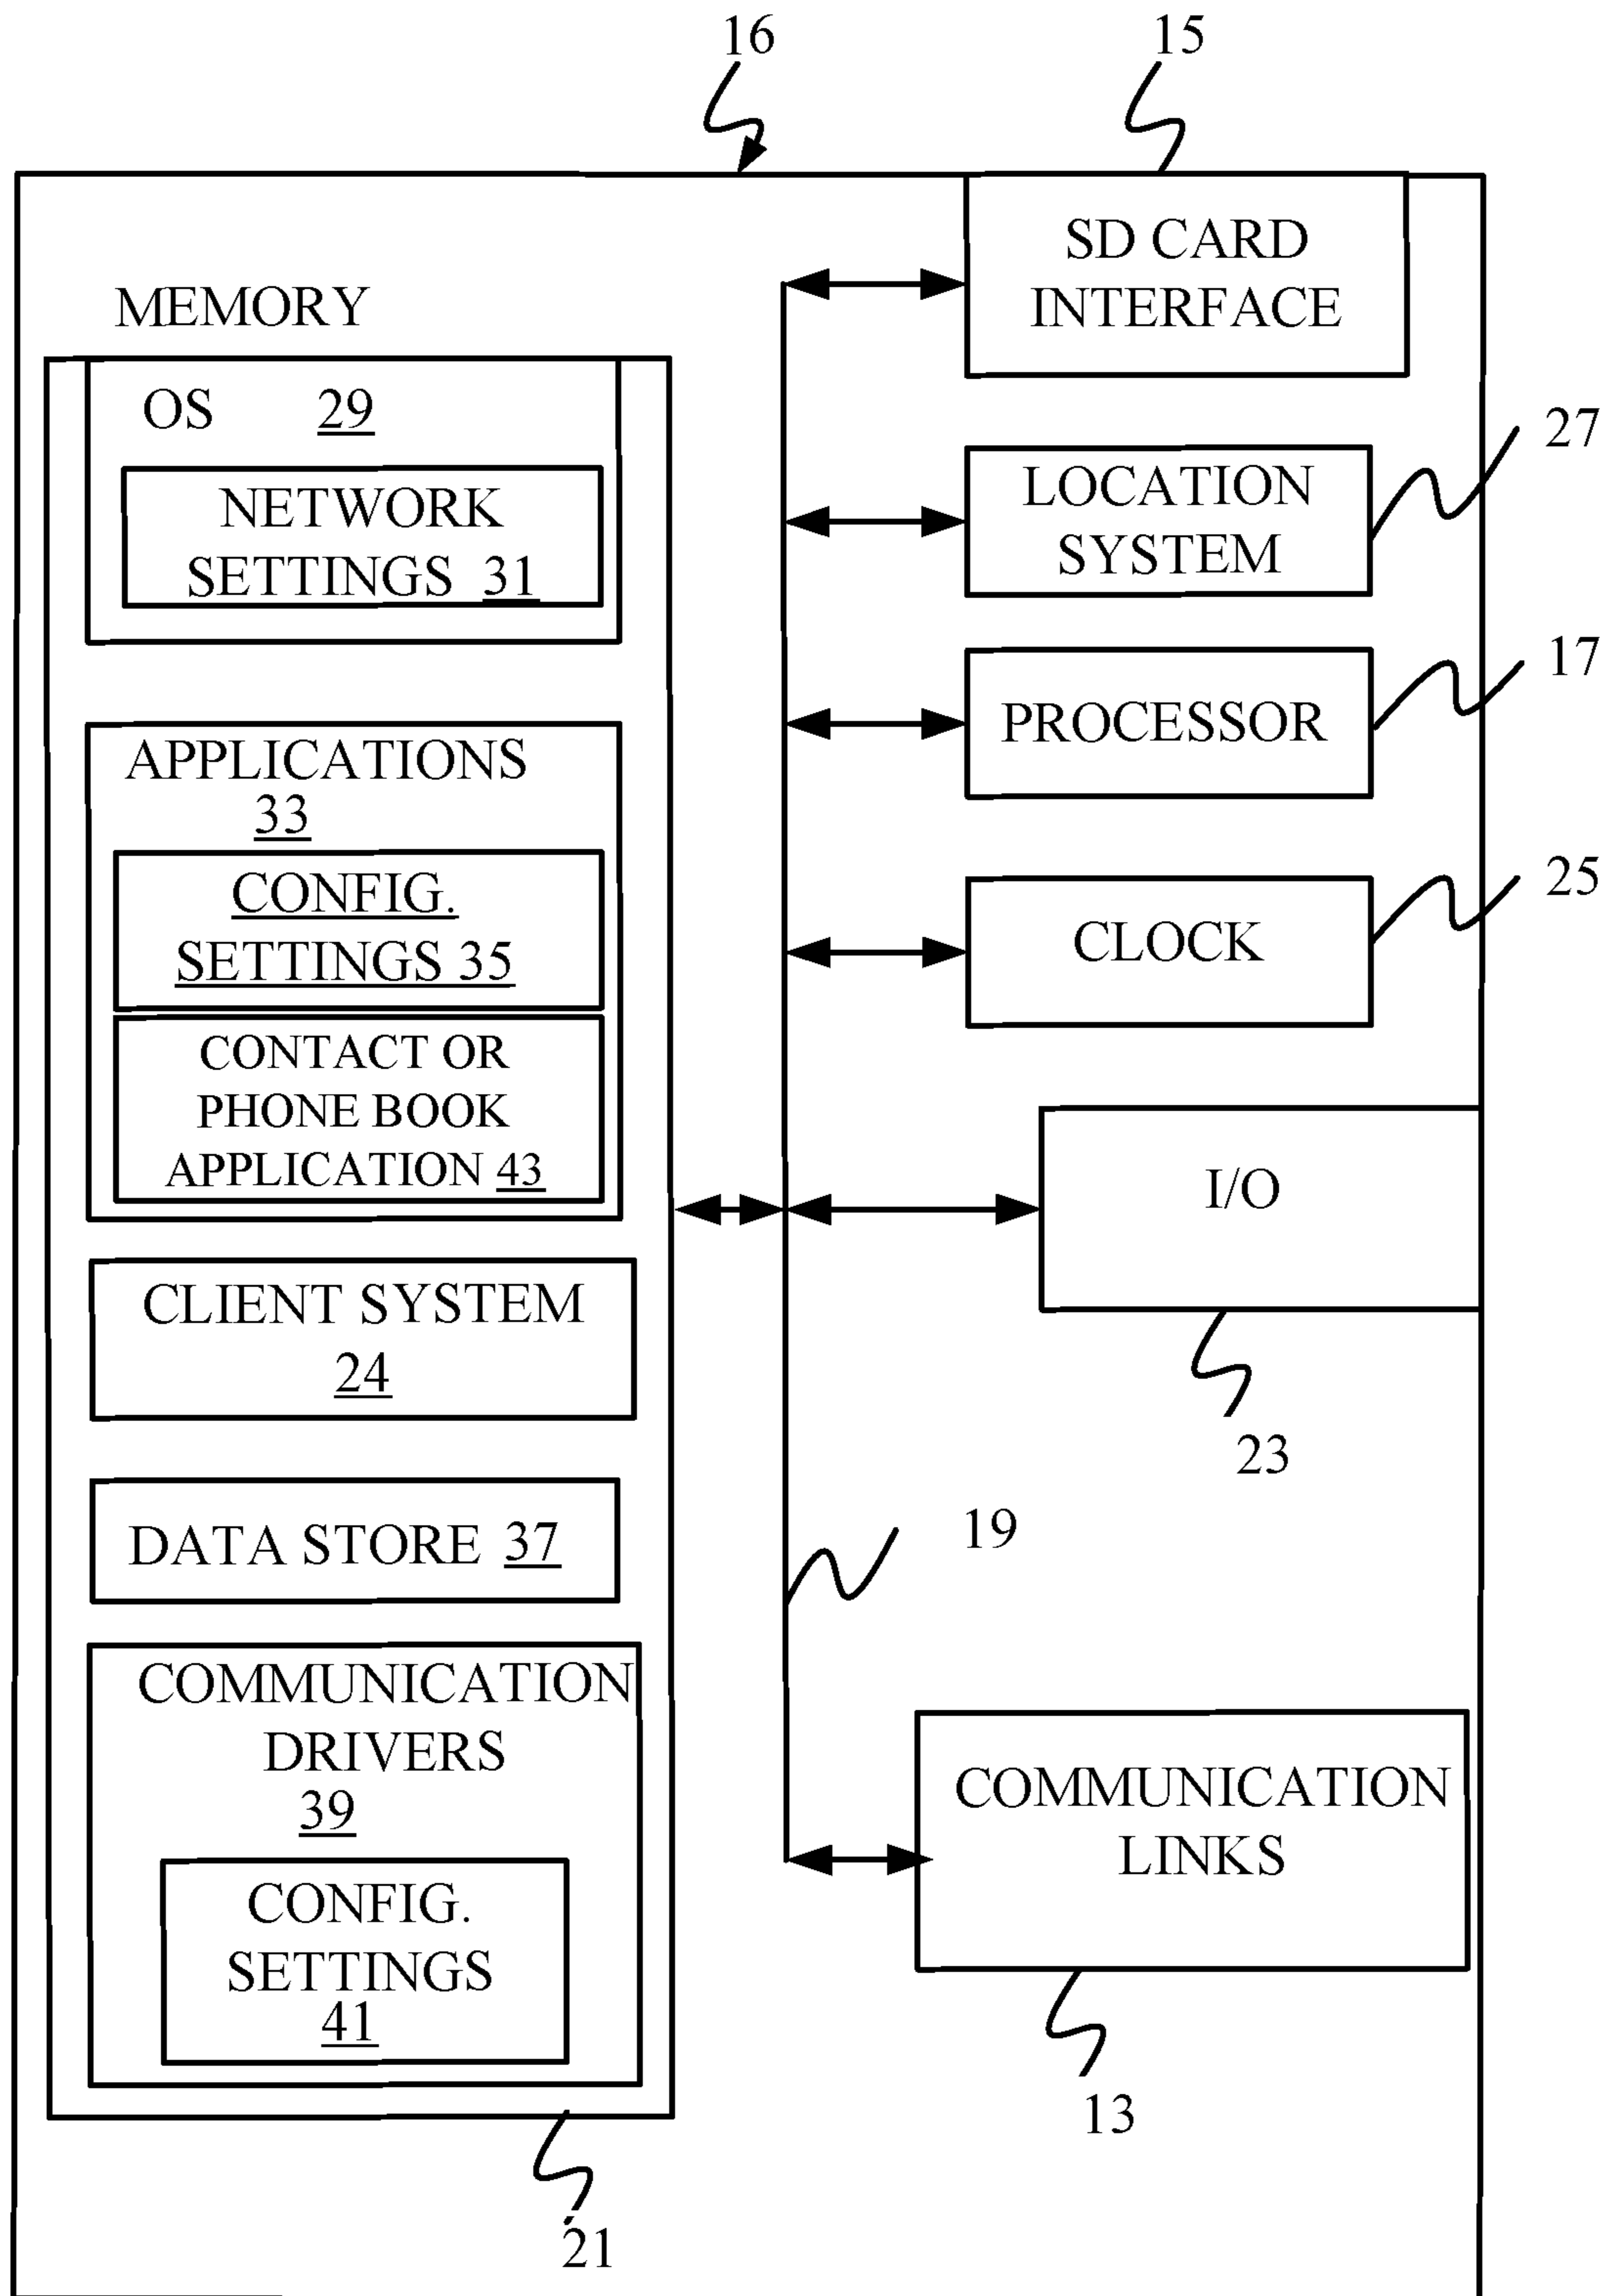 16
15
SD CARD
INTERFACE
MEMORY
OS 29
NETWORK
SETTINGS 31
27
LOCATION
SYSTEM
17
PROCESSOR
APPLICATIONS
33
CONFIG.
SETTINGS 35
25
CLOCK
CONTACT OR
PHONE BOOK
APPLICATION 43
I/O
23
CLIENT SYSTEM
24
DATA STORE 37
19
COMMUNICATION
DRIVERS
39
CONFIG.
SETTINGS
41
COMMUNICATION
LINKS
13
21